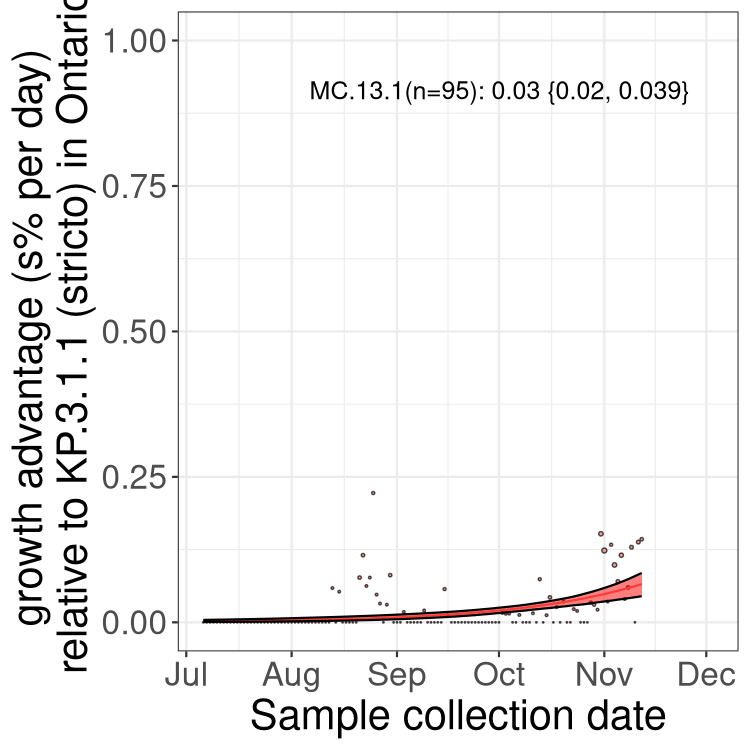 growth advantage (s% per day)
relative to KP.3.1.1 (stricto) in Ontario
1.00
0.75
0.50
0.25
0.00
MC.13.1(n=95): 0.03 {0.02, 0.039}
Jul Aug Sep Oct Nov Dec
Sample collection date